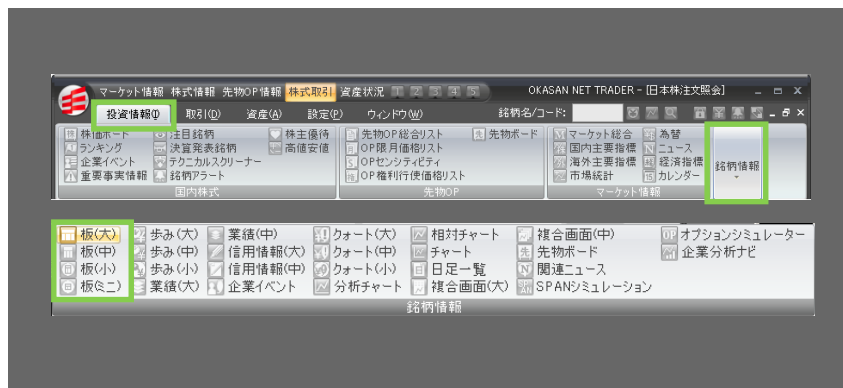 マーケット情報 株式情報 先物OP情報 株式取引 資産状況 1 2 3 4 5 OKASAN NET TRADER - [日本株注文照会]
投資情報(I) 取引(D) 資産(A) 設定(P) ウィンドウ(W) 銘柄名/コード:
株価ボード 注目銘柄 株主優待 先物OP総合リスト 先物ボード マーケット総合 為替
ランキング 決算発表銘柄 高値安値 OP限月価格リスト 国内主要指標 ニュース
企業イベント テクニカルスクリーナー OPセンシティビティ 海外主要指標 経済指標 銘柄情報
重要事実情報 銘柄アラート OP権利行使価格リスト 市場統計 カレンダー
国内株式 先物OP マーケット情報
板(大) 歩み(大) 業績(中) クォート(大) 相対チャート 複合画面(中) オプションシミュレーター
板(中) 歩み(中) 信用情報(大) クォート(中) チャート 先物ボード 企業分析ナビ
板(小) 歩み(小) 信用情報(中) クォート(小) 日足一覧 関連ニュース
板(ミニ) 業績(大) 企業イベント 分析チャート 複合画面(大) SPANシミュレーション
銘柄情報